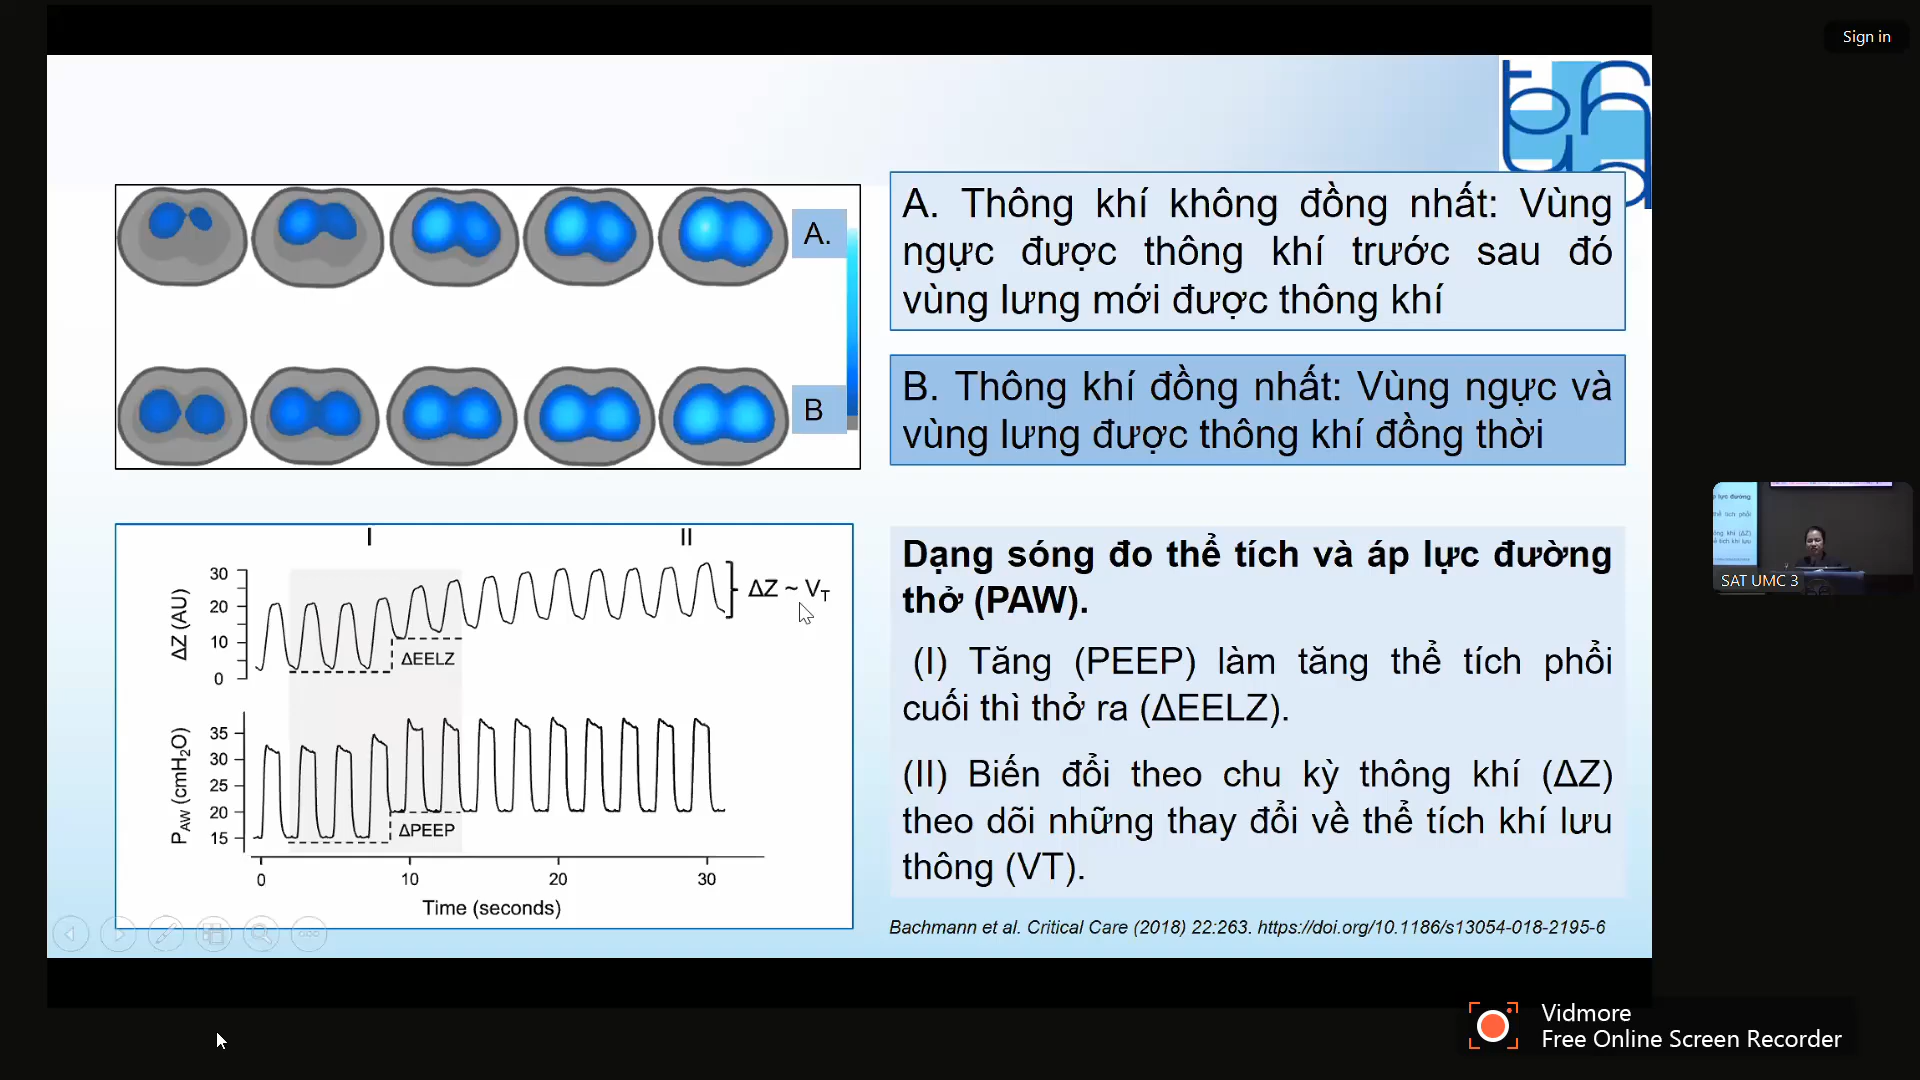 Sign in
A.
B
A. Thông khí không đồng nhất: Vùng
ngực được thông khí trước sau đó
vùng lưng mới được thông khí
B. Thông khí đồng nhất: Vùng ngực và
vùng lưng được thông khí đồng thời
I
II
ΔZ (AU)
30
20
10
0
ΔEELZ
ΔZ ~ VT
PAW (cmH2O)
35
30
25
20
15
ΔPEEP
0
10
20
30
Time (seconds)
Dạng sóng đo thể tích và áp lực đường
thở (PAW).
(I) Tăng (PEEP) làm tăng thể tích phổi
cuối thì thở ra (ΔEELZ).
(II) Biến đổi theo chu kỳ thông khí (ΔZ)
theo dõi những thay đổi về thể tích khí lưu
thông (VT).
Bachmann et al. Critical Care (2018) 22:263. https://doi.org/10.1186/s13054-018-2195-6
SAT UMC 3
Vidmore
Free Online Screen Recorder